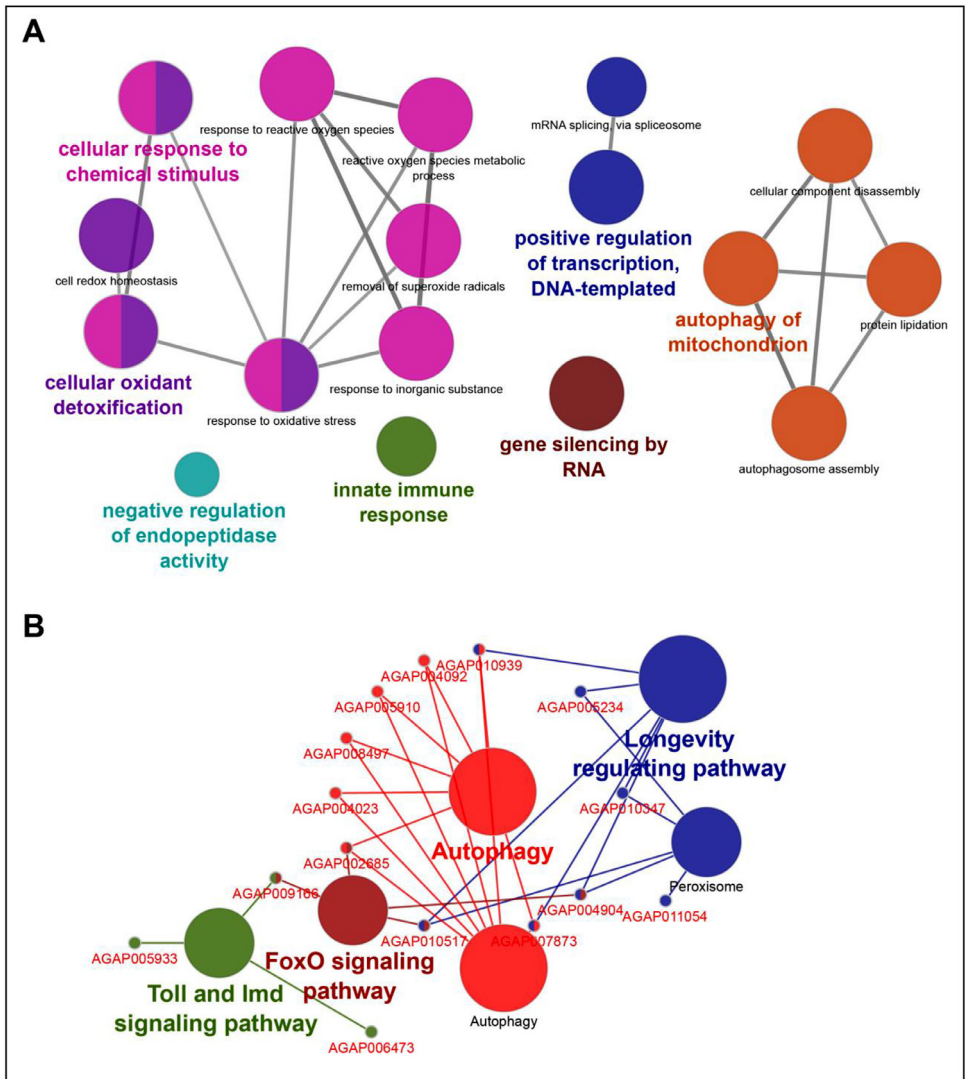 A
response to reactive oxygen species
mRNA splicing, via spliceosome
cellular response to
chemical stimulus
reactive oxygen species metabolic
process
cellular component disassembly
positive regulation
of transcription,
DNA-templated
cell redox homeostasis
removal of superoxide radicals
autophagy of
mitochondrion
protein lipidation
cellular oxidant
detoxification
response to oxidative stress
response to inorganic substance
gene silencing by
RNA
autophagosome assembly
innate immune
response
negative regulation
of endopeptidase
activity
B
AGAP010939
AGAP004092
AGAP005910
AGAP005234
AGAP008497
Longevity
regulating pathway
AGAP004023
AGAP010347
AGAP002685
Autophagy
AGAP009166
Peroxisome
AGAP004904
AGAP011054
AGAP010517
AGAP007873
AGAP005933
FoxO signaling
pathway
Toll and Imd
signaling pathway
Autophagy
AGAP006473